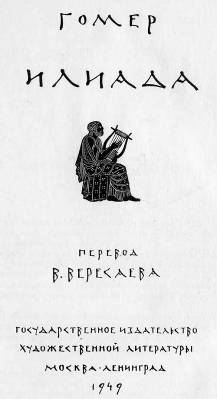 ГОМЕР
ИЛИАДА
ПЕРЕВОД
В. ВЕРЕСАЕВА
ГОСУДАРСТВЕННОЕ ИЗДАТЕЛЬСТВО
ХУДОЖЕСТВЕННОЙ ЛИТЕРАТУРЫ
МОСКВА·ЛЕНИНГРАД
1949